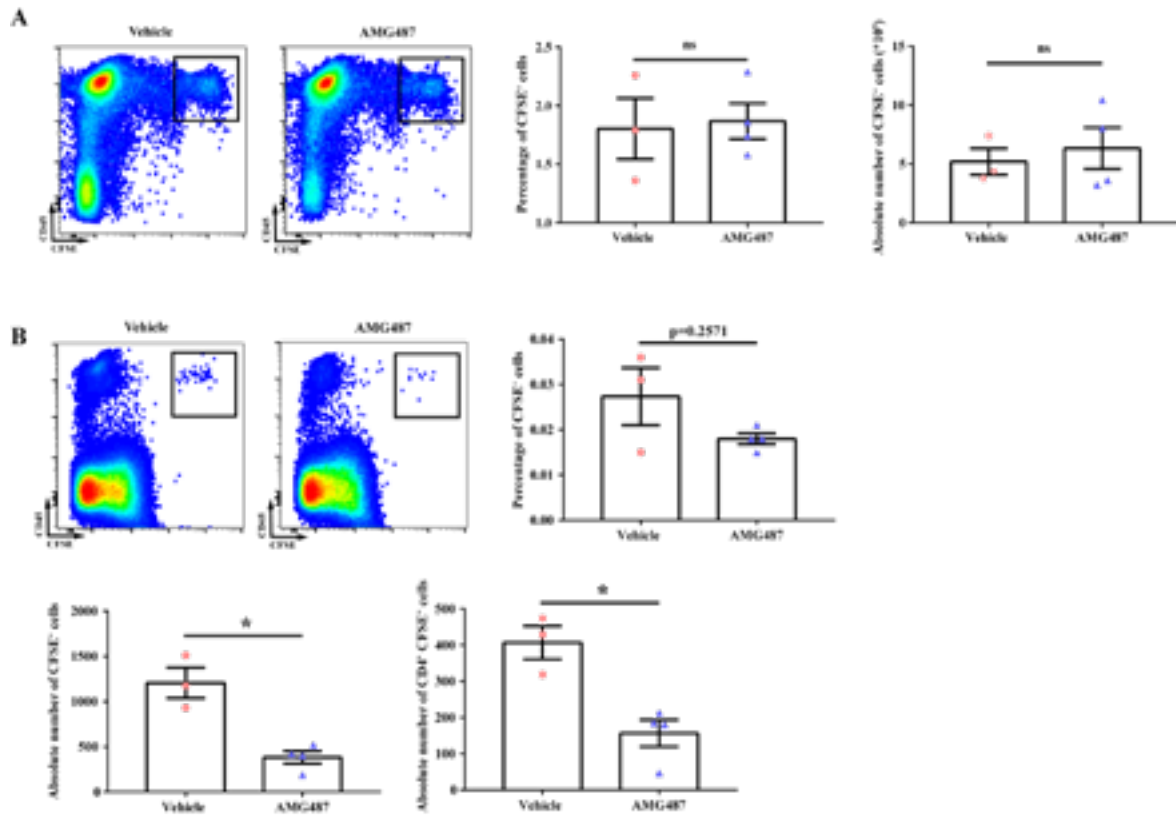 A
Vehicle
AMG487
CD45
CFSE
CD45
CFSE
Percentage of CFSE⁺ cells
2.5
2.0
1.5
1.0
ns
Vehicle
AMG487
Absolute number of CFSE⁺ cells
15
10
5
0
ns
Vehicle
AMG487
B
Vehicle
AMG487
CD45
CFSE
CD45
CFSE
Percentage of CFSE⁺ cells
0.04
0.03
0.02
0.01
0.00
p=0.2571
Vehicle
AMG487
Absolute number of CFSE⁺ cells
2000
1500
1000
500
0
*
Vehicle
AMG487
Absolute number of CD4⁺ CFSE⁺ cells
500
400
300
200
100
0
*
Vehicle
AMG487